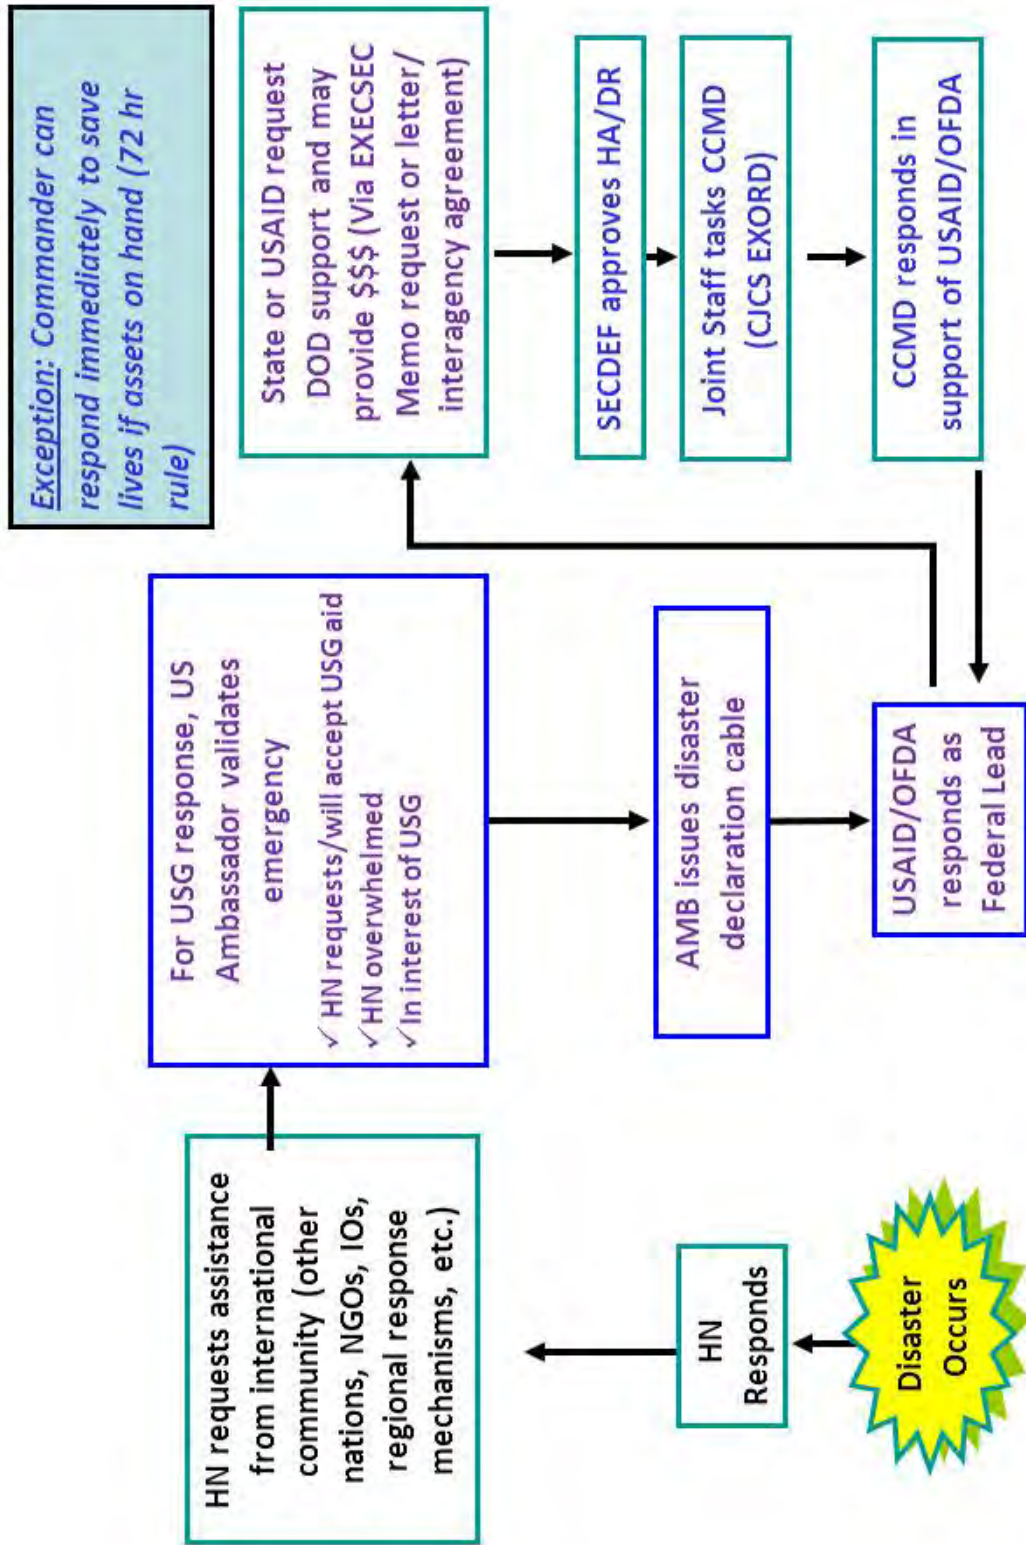 Disaster
Occurs
HN
Responds
HN requests assistance
from international
community (other
nations, NGOs, IOs,
regional response
mechanisms, etc.)
For USG response, US
Ambassador validates
emergency
✓HN requests/will accept USG aid
✓HN overwhelmed
✓In interest of USG
AMB issues disaster
declaration cable
USAID/OFDA
responds as
Federal Lead
Exception: Commander can
respond immediately to save
lives if assets on hand (72 hr
rule)
State or USAID request
DOD support and may
provide $$$ (Via EXECSEC
Memo request or letter/
interagency agreement)
SECDEF approves HA/DR
Joint Staff tasks CCMD
(CJCS EXORD)
CCMD responds in
support of USAID/OFDA